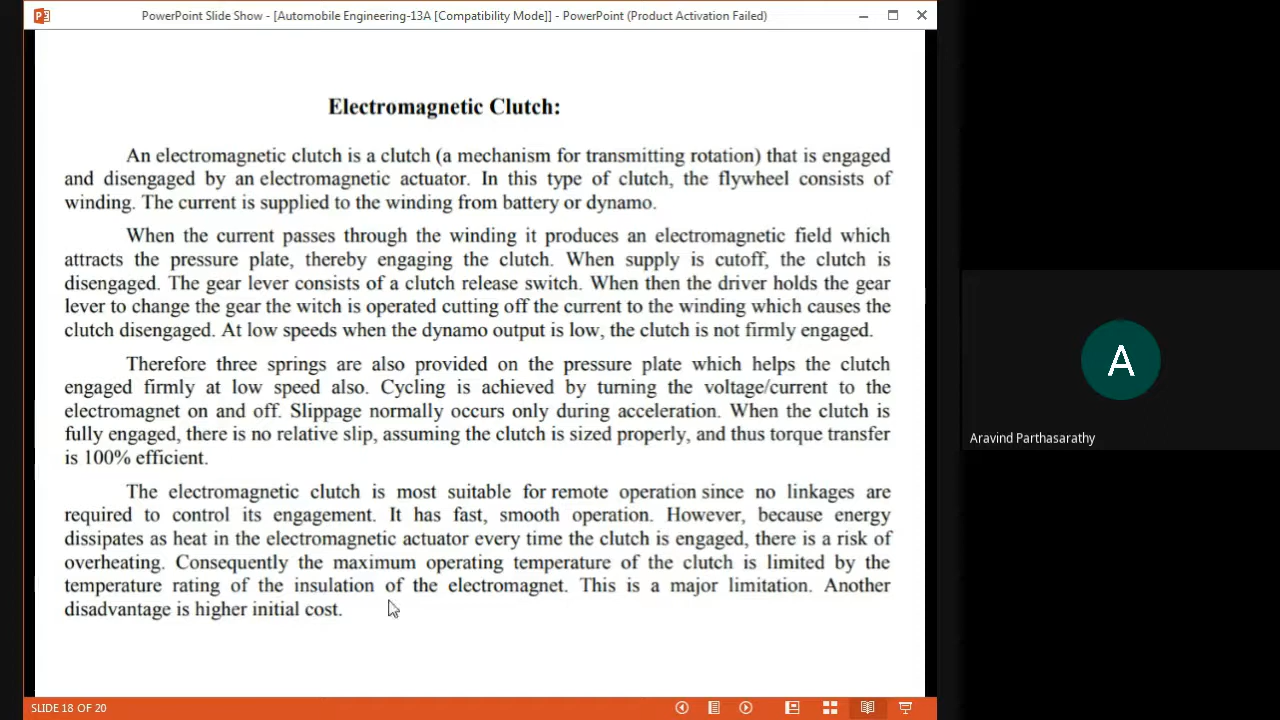 PowerPoint Slide Show - [Automobile Engineering-13A [Compatibility Mode]] - PowerPoint (Product Activation Failed)
Electromagnetic Clutch:
An electromagnetic clutch is a clutch (a mechanism for transmitting rotation) that is engaged
and disengaged by an electromagnetic actuator. In this type of clutch, the flywheel consists of
winding. The current is supplied to the winding from battery or dynamo.
When the current passes through the winding it produces an electromagnetic field which
attracts the pressure plate, thereby engaging the clutch. When supply is cutoff, the clutch is
disengaged. The gear lever consists of a clutch release switch. When then the driver holds the gear
lever to change the gear the witch is operated cutting off the current to the winding which causes the
clutch disengaged. At low speeds when the dynamo output is low, the clutch is not firmly engaged.
Therefore three springs are also provided on the pressure plate which helps the clutch
engaged firmly at low speed also. Cycling is achieved by turning the voltage/current to the
electromagnet on and off. Slippage normally occurs only during acceleration. When the clutch is
fully engaged, there is no relative slip, assuming the clutch is sized properly, and thus torque transfer
is 100% efficient.
The electromagnetic clutch is most suitable for remote operation since no linkages are
required to control its engagement. It has fast, smooth operation. However, because energy
dissipates as heat in the electromagnetic actuator every time the clutch is engaged, there is a risk of
overheating. Consequently the maximum operating temperature of the clutch is limited by the
temperature rating of the insulation of the electromagnet. This is a major limitation. Another
disadvantage is higher initial cost.
SLIDE 18 OF 20
A
Aravind Parthasarathy